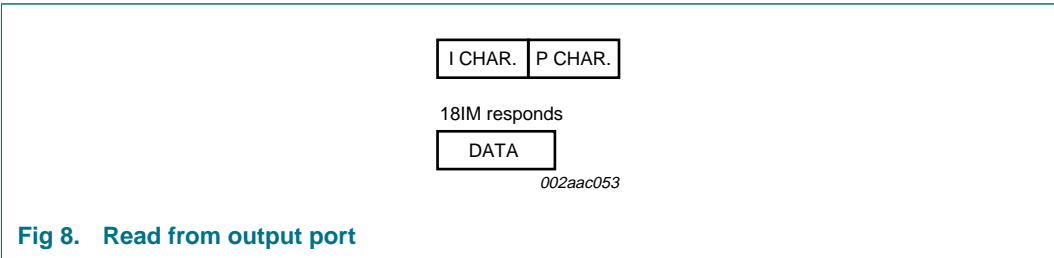 I CHAR. P CHAR.
18IM responds
DATA
002aac053
Fig 8. Read from output port